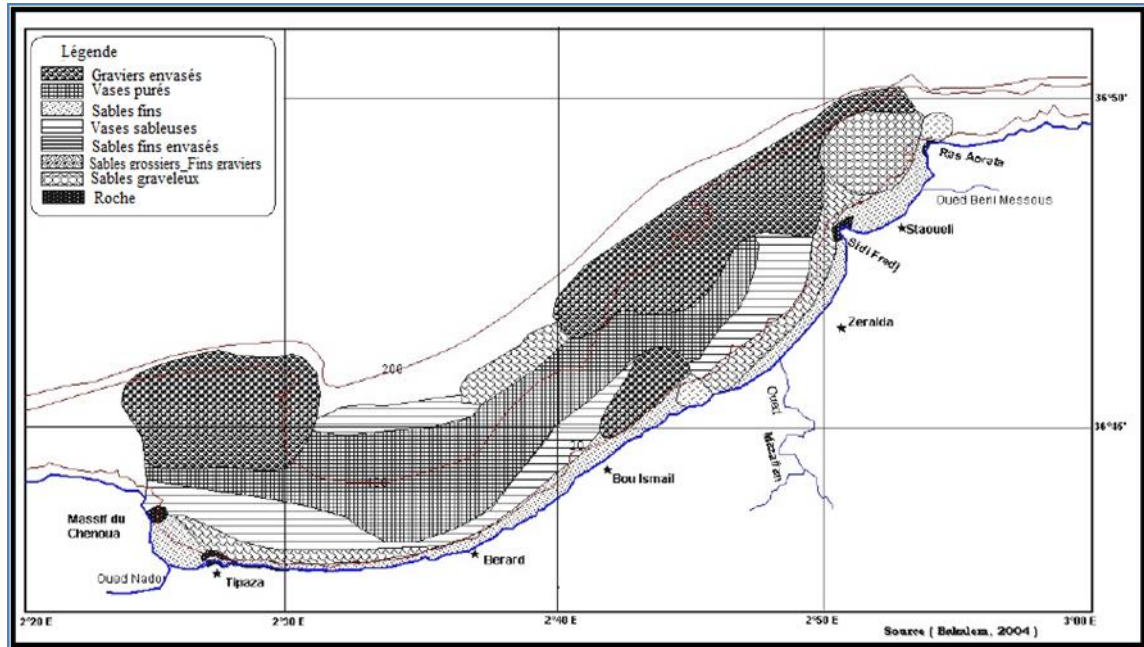 Légende
Graviers envasés
Vases purés
Sables fins
Vases sableuses
Sables fins envasés
Sables grossiers_Fins graviers
Sables graveleux
Roche
36°50'
Ras Acrata
Oued Beni Messous
Staoueli
Sidi Fredj
Zeralda
200
36°45'
Oued Mazafran
Bou Ismail
Massif du
Chenoua
Berard
Oued Nador
Tipaza
2°20 E
2°30 E
2°40 E
2°50 E
3°00 E
Source ( Bakalem, 2004 )